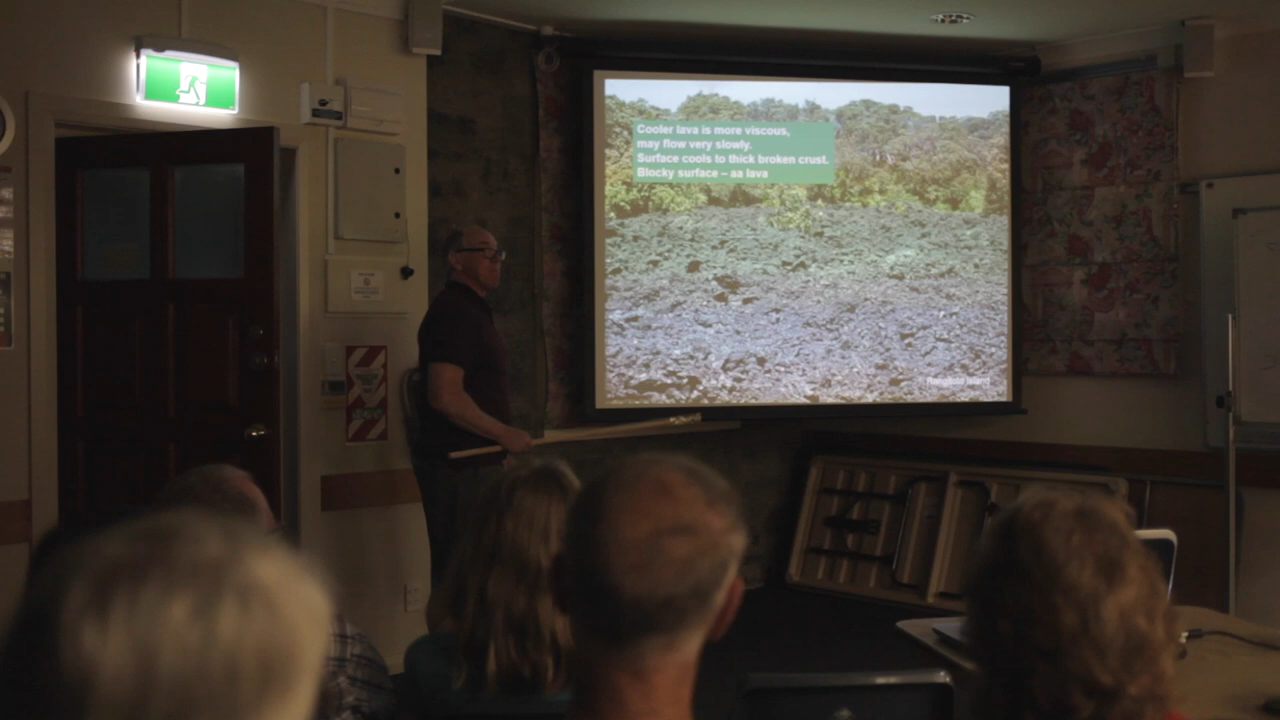 Cooler lava is more viscous,
may flow very slowly.
Surface cools to thick broken crust.
Blocky surface – aa lava
Rangitoto Island